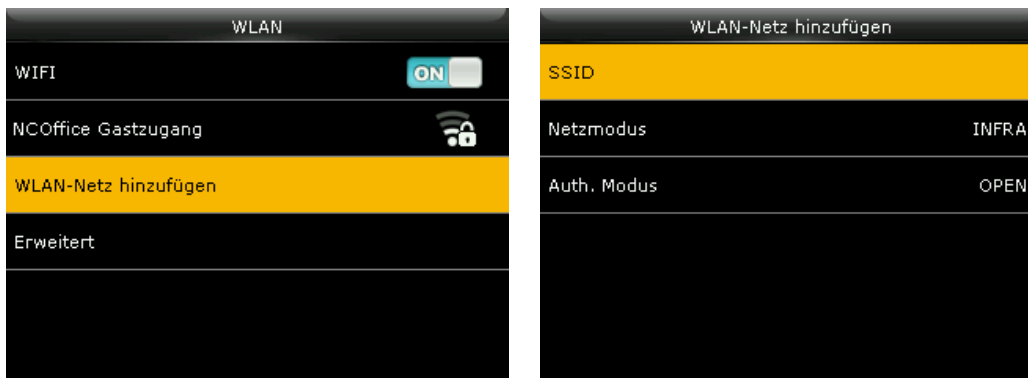 WLAN
WIFI ON
NCOffice Gastzugang
WLAN-Netz hinzufügen
Erweitert
WLAN-Netz hinzufügen
SSID
Netzmodus INFRA
Auth. Modus OPEN